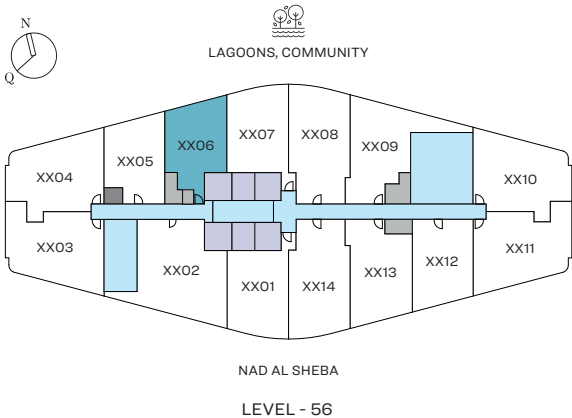 N
Q
LAGOONS, COMMUNITY
XX07
XX08
XX06
XX09
XX05
XX04
XX10
XX03
XX11
XX02
XX12
XX13
XX01
XX14
NAD AL SHEBA
LEVEL - 56